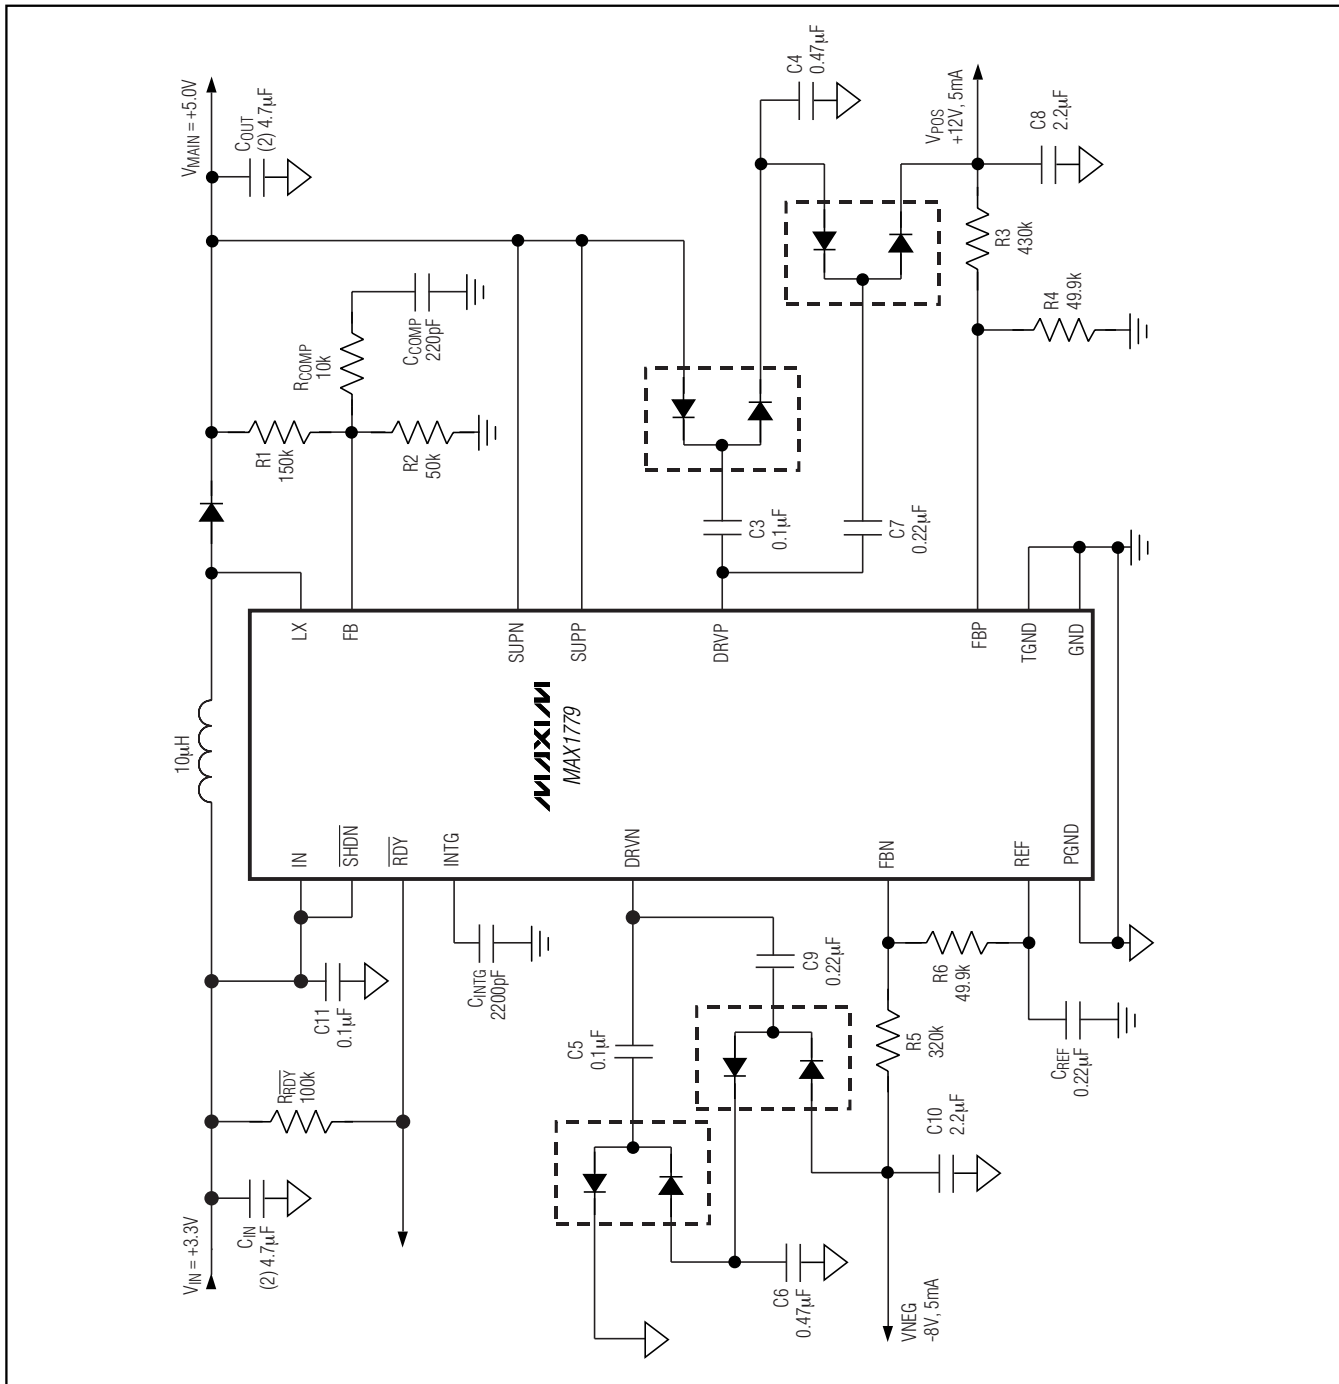 VIN = +3.3V
CIN
(2) 4.7µF
RRDY
100k
C11
0.1µF
10µH
VMAIN = +5.0V
COUT
(2) 4.7µF
R1
150k
RCOMP
10k
CCOMP
220pF
R2
50k
IN
SHDN
RDY
INTG
DRVN
FBN
REF
PGND
LX
FB
SUPN
SUPP
DRVP
FBP
TGND
GND
MAXIM
MAX1779
CINTG
2200pF
C5
0.1µF
C9
0.22µF
C6
0.47µF
R5
320k
R6
49.9k
CREF
0.22µF
C10
2.2µF
VNEG
-8V, 5mA
C3
0.1µF
C7
0.22µF
C4
0.47µF
VPOS
+12V, 5mA
C8
2.2µF
R3
430k
R4
49.9k